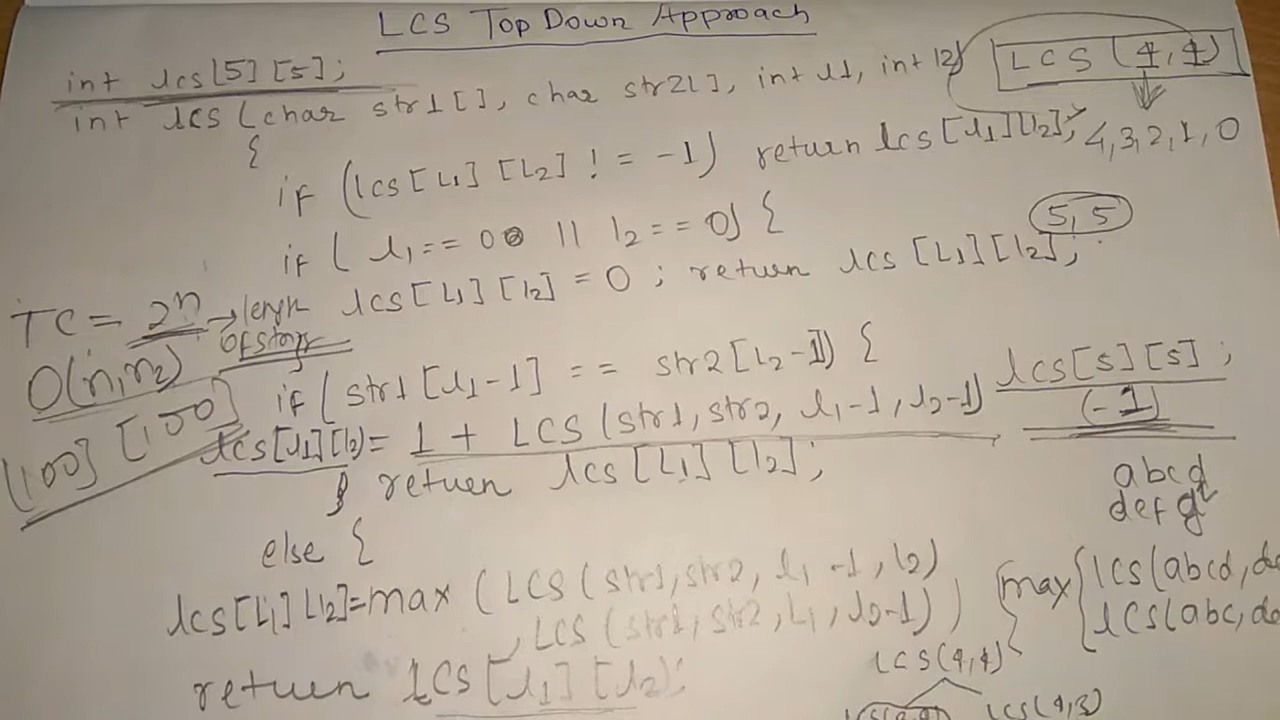 LCS Top Down Approach
int lcs[5][5];
int lcs (char str1[], char str2[], int l1, int l2)
LCS (4,4)
{
4,3,2,1,0
if (lcs[L1][L2] != -1) return lcs[l1][l2];
if (l1 == 0 || l2 == 0) {
5,5
lcs[L1][l2] = 0; return lcs[L1][l2];
TC = 2^n → length
of string
O(n1n2)
[100][100]
if (str1[l1-1] == str2[L2-1]) {
lcs[l1][l2] = 1 + LCS (str1, str2, l1-1, l2-1)
lcs[5][5];
(-1)
} return lcs[L1][l2];
abcd
defg
else {
lcs[L1][l2] = max (LCS (str1, str2, l1-1, l2)
, LCS (str1, str2, L1, l2-1))
max { lcs(abcd, de
lcs(abc, de
return LCS[l1][l2];
LCS(4,4)
LCS(4,3)